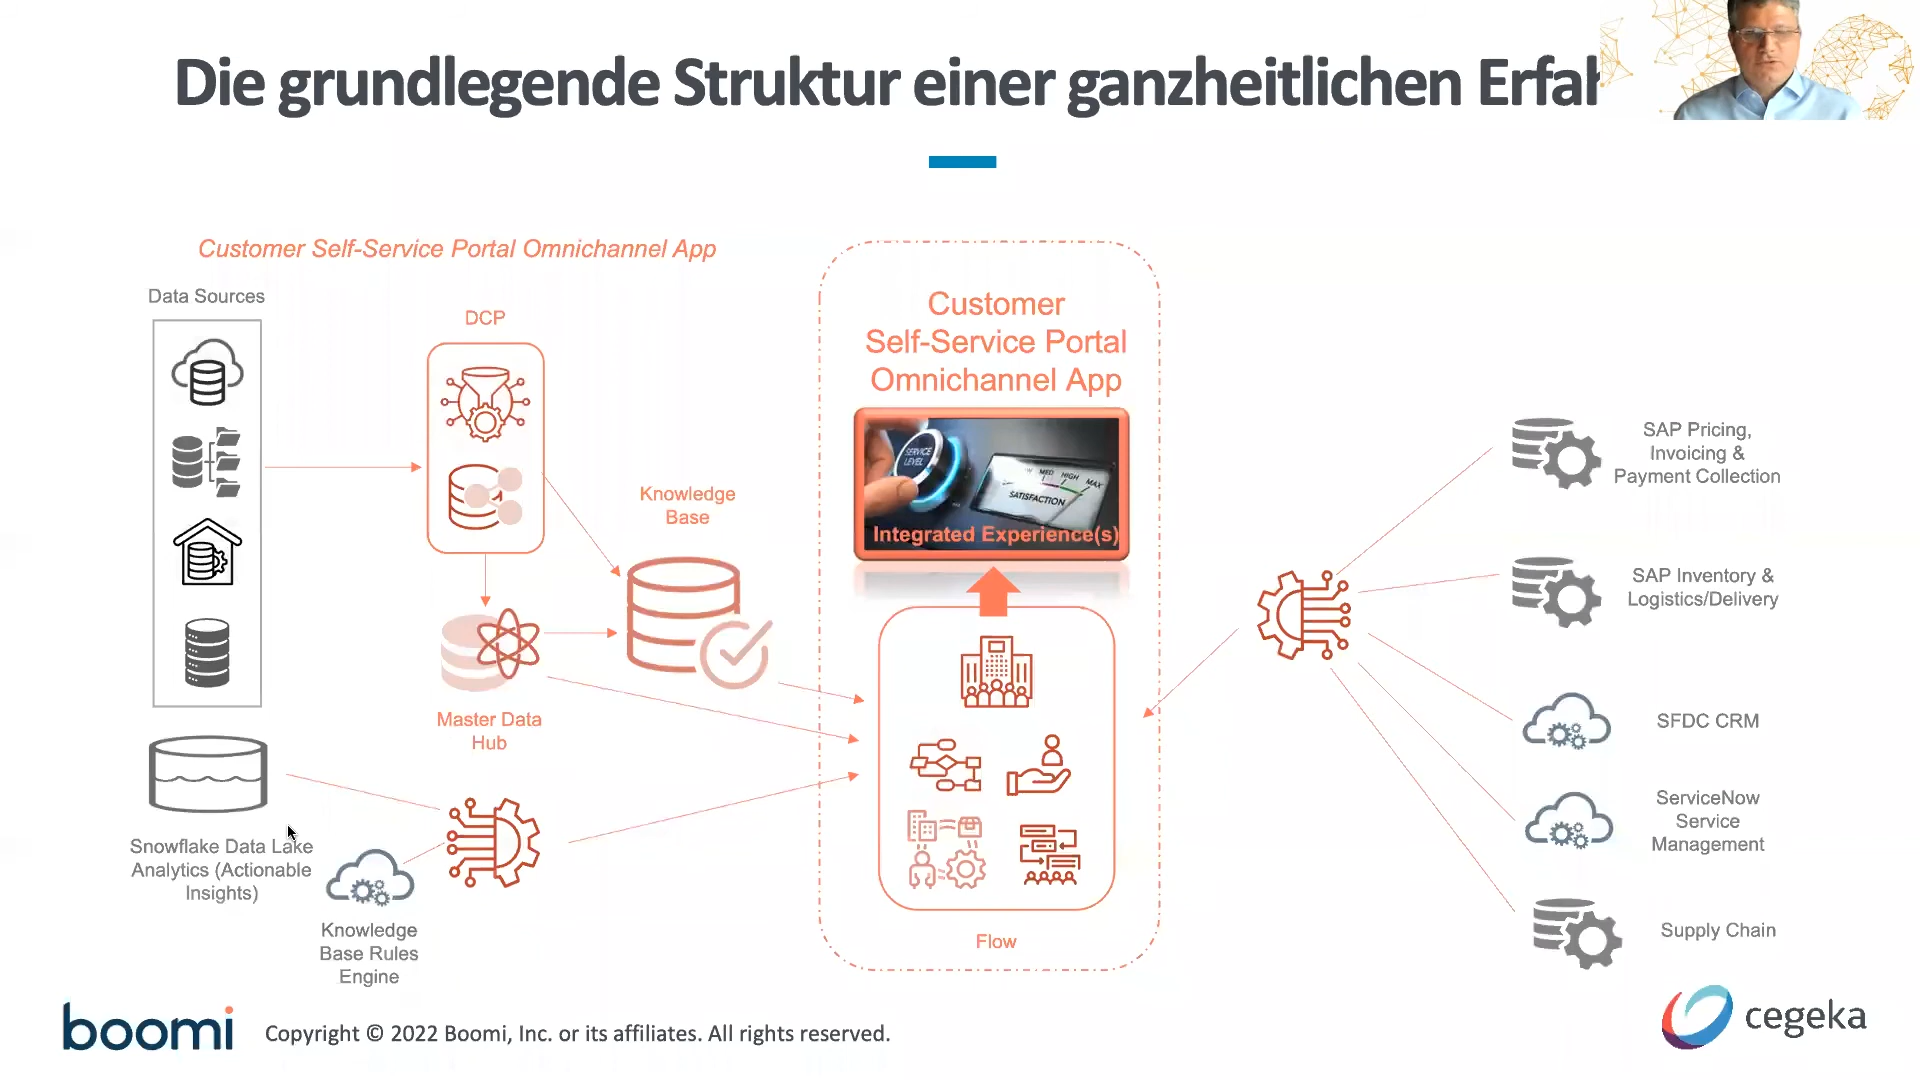 Die grundlegende Struktur einer ganzheitlichen Erfah
Customer Self-Service Portal Omnichannel App
Data Sources
DCP
Knowledge
Base
Master Data
Hub
Snowflake Data Lake
Analytics (Actionable
Insights)
Knowledge
Base Rules
Engine
Customer
Self-Service Portal
Omnichannel App
SERVICE
LEVEL
MED HIGH MAX
SATISFACTION
Integrated Experience(s)
Flow
SAP Pricing,
Invoicing &
Payment Collection
SAP Inventory &
Logistics/Delivery
SFDC CRM
ServiceNow
Service
Management
Supply Chain
boomi
Copyright © 2022 Boomi, Inc. or its affiliates. All rights reserved.
cegeka